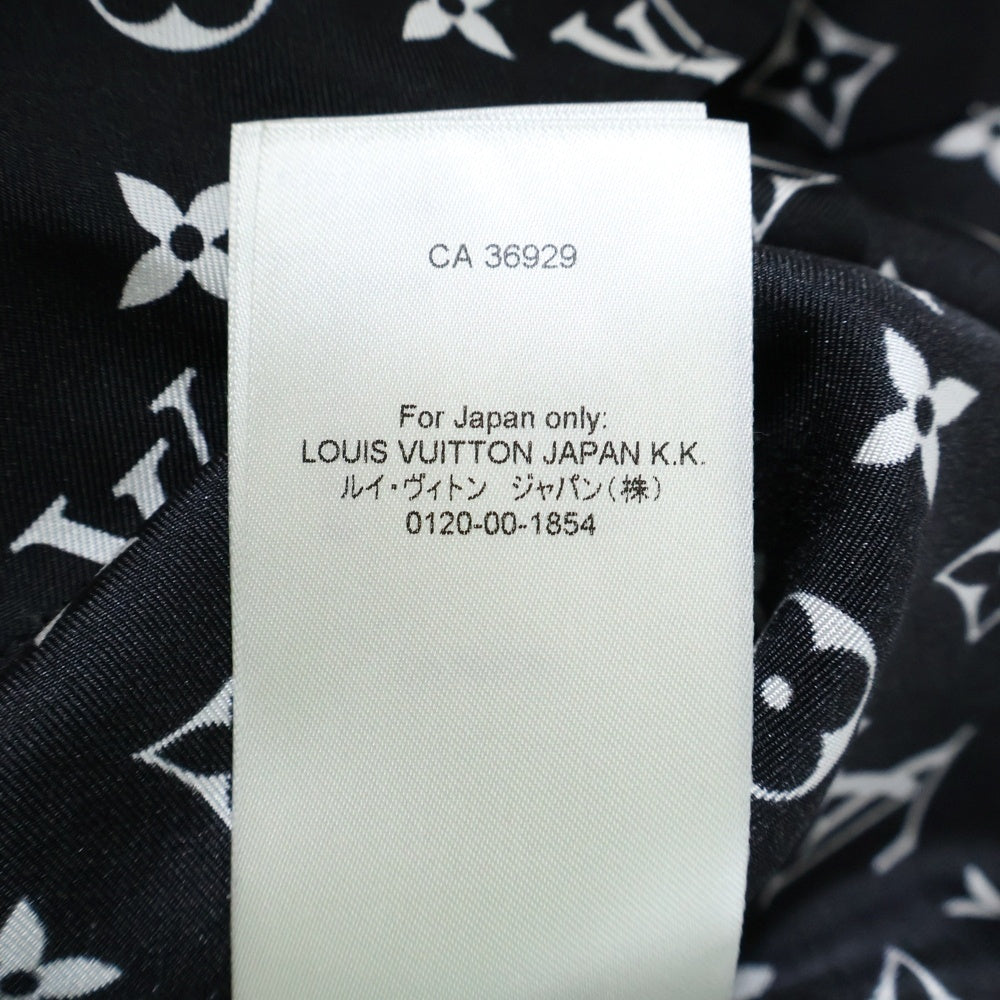 CA 36929
For Japan only:
LOUIS VUITTON JAPAN K.K.
ルイ・ヴィトン ジャパン(株)
0120-00-1854